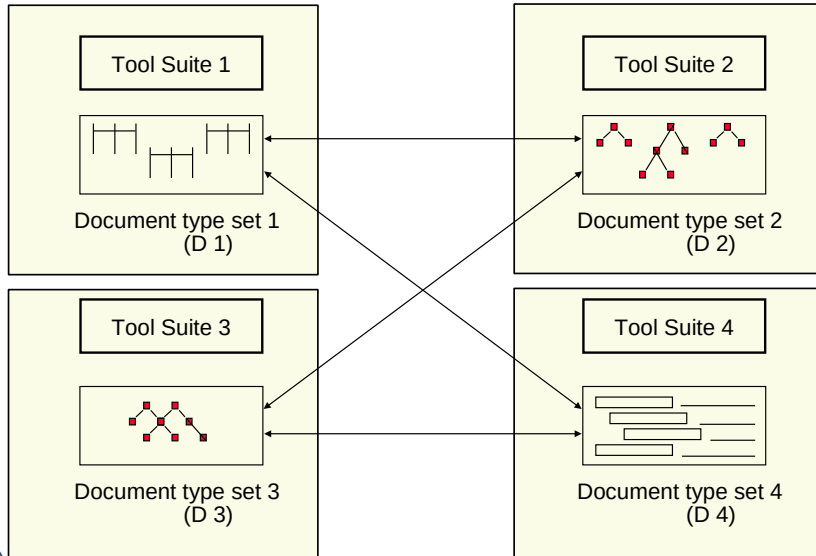 Tool Suite 1
Document type set 1
(D 1)
Tool Suite 2
Document type set 2
(D 2)
Tool Suite 3
Document type set 3
(D 3)
Tool Suite 4
Document type set 4
(D 4)